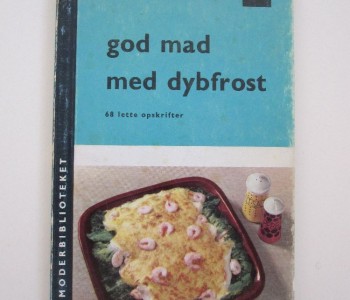 god mad
med dybfrost
68 lette opskrifter
MODERBIBLIOTEKET